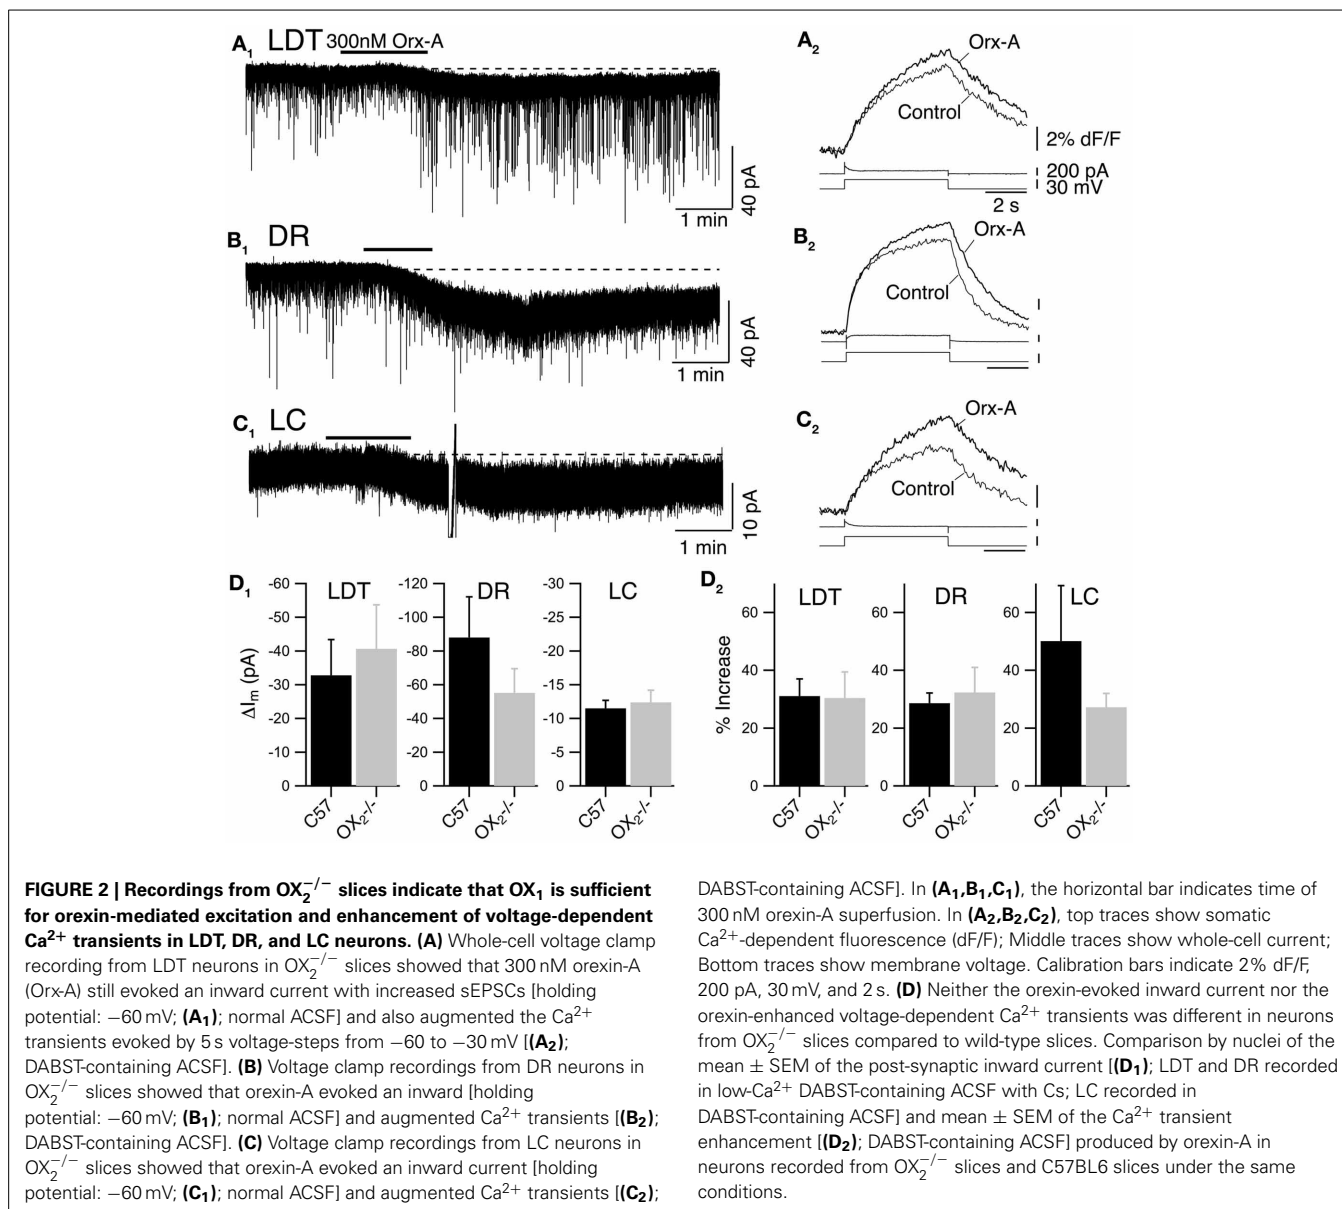 A1 LDT 300nM Orx-A
40 pA
1 min
A2
Orx-A
Control
2% dF/F
200 pA
30 mV
2 s
B1 DR
40 pA
1 min
B2
Orx-A
Control
C1 LC
10 pA
1 min
C2
Orx-A
Control
D1
ΔIm (pA)
LDT
-60
-50
-40
-30
-20
-10
0
C57
OX2-/-
DR
-120
-100
-80
-60
-40
-20
0
C57
OX2-/-
LC
-30
-25
-20
-15
-10
-5
0
C57
OX2-/-
D2
% Increase
LDT
60
40
20
0
C57
OX2-/-
DR
60
40
20
0
C57
OX2-/-
LC
60
40
20
0
C57
OX2-/-
FIGURE 2 | Recordings from OX2−/− slices indicate that OX1 is sufficient
for orexin-mediated excitation and enhancement of voltage-dependent
Ca2+ transients in LDT, DR, and LC neurons. (A) Whole-cell voltage clamp
recording from LDT neurons in OX2−/− slices showed that 300 nM orexin-A
(Orx-A) still evoked an inward current with increased sEPSCs [holding
potential: −60 mV; (A1); normal ACSF] and also augmented the Ca2+
transients evoked by 5 s voltage-steps from −60 to −30 mV [(A2);
DABST-containing ACSF]. (B) Voltage clamp recordings from DR neurons in
OX2−/− slices showed that orexin-A evoked an inward [holding
potential: −60 mV; (B1); normal ACSF] and augmented Ca2+ transients [(B2);
DABST-containing ACSF]. (C) Voltage clamp recordings from LC neurons in
OX2−/− slices showed that orexin-A evoked an inward current [holding
potential: −60 mV; (C1); normal ACSF] and augmented Ca2+ transients [(C2);
DABST-containing ACSF]. In (A1,B1,C1), the horizontal bar indicates time of
300 nM orexin-A superfusion. In (A2,B2,C2), top traces show somatic
Ca2+-dependent fluorescence (dF/F); Middle traces show whole-cell current;
Bottom traces show membrane voltage. Calibration bars indicate 2% dF/F,
200 pA, 30 mV, and 2 s. (D) Neither the orexin-evoked inward current nor the
orexin-enhanced voltage-dependent Ca2+ transients was different in neurons
from OX2−/− slices compared to wild-type slices. Comparison by nuclei of the
mean ± SEM of the post-synaptic inward current [(D1); LDT and DR recorded
in low-Ca2+ DABST-containing ACSF with Cs; LC recorded in
DABST-containing ACSF] and mean ± SEM of the Ca2+ transient
enhancement [(D2); DABST-containing ACSF] produced by orexin-A in
neurons recorded from OX2−/− slices and C57BL6 slices under the same
conditions.